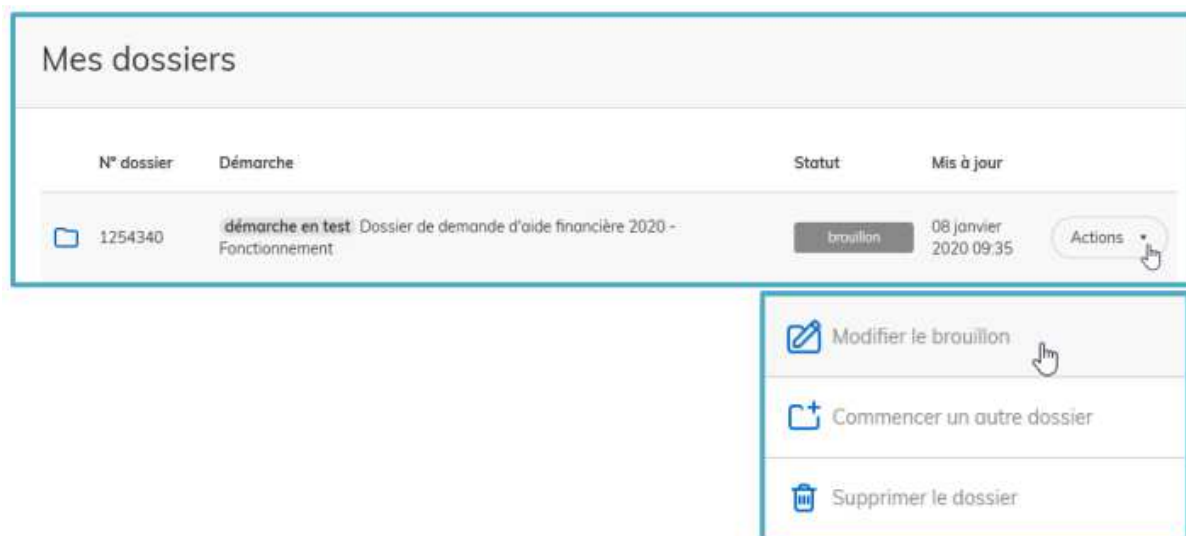 Mes dossiers
N° dossier Démarche Statut Mis à jour
1254340 démarche en test Dossier de demande d'aide financière 2020 - Fonctionnement brouillon 08 janvier 2020 09:35 Actions
Modifier le brouillon
Commencer un autre dossier
Supprimer le dossier